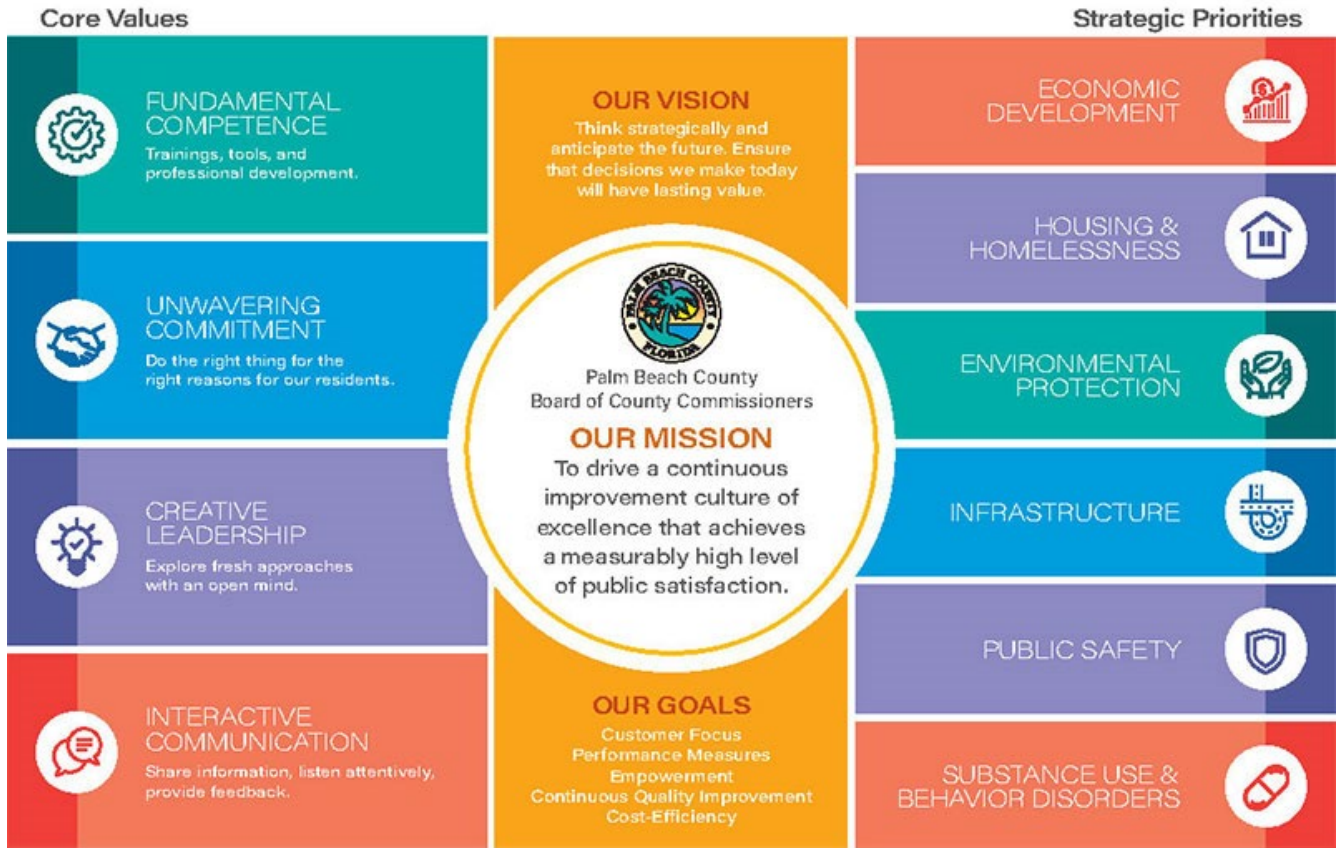 Core Values
FUNDAMENTAL
COMPETENCE
Trainings, tools, and
professional development.
UNWAVERING
COMMITMENT
Do the right thing for the
right reasons for our residents.
CREATIVE
LEADERSHIP
Explore fresh approaches
with an open mind.
INTERACTIVE
COMMUNICATION
Share information, listen attentively,
provide feedback.
OUR VISION
Think strategically and
anticipate the future. Ensure
that decisions we make today
will have lasting value.
PALM BEACH COUNTY
FLORIDA
Palm Beach County
Board of County Commissioners
OUR MISSION
To drive a continuous
improvement culture of
excellence that achieves
a measurably high level
of public satisfaction.
OUR GOALS
Customer Focus
Performance Measures
Empowerment
Continuous Quality Improvement
Cost-Efficiency
Strategic Priorities
ECONOMIC
DEVELOPMENT
HOUSING &
HOMELESSNESS
ENVIRONMENTAL
PROTECTION
INFRASTRUCTURE
PUBLIC SAFETY
SUBSTANCE USE &
BEHAVIOR DISORDERS